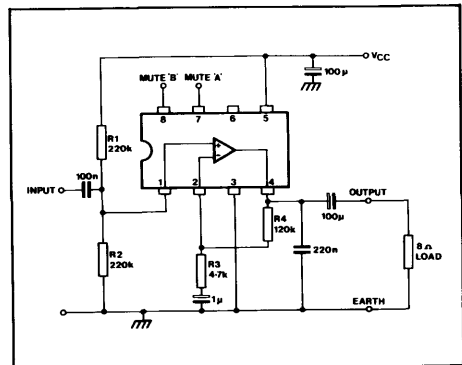 VCC
100µ
MUTE 'B' MUTE 'A'
8 7 6 5
R1
220k
100n
INPUT
1 2 3 4
+
−
R4
120k
OUTPUT
100µ
R2
220k
R3
4·7k
220n
8Ω
LOAD
1µ
EARTH